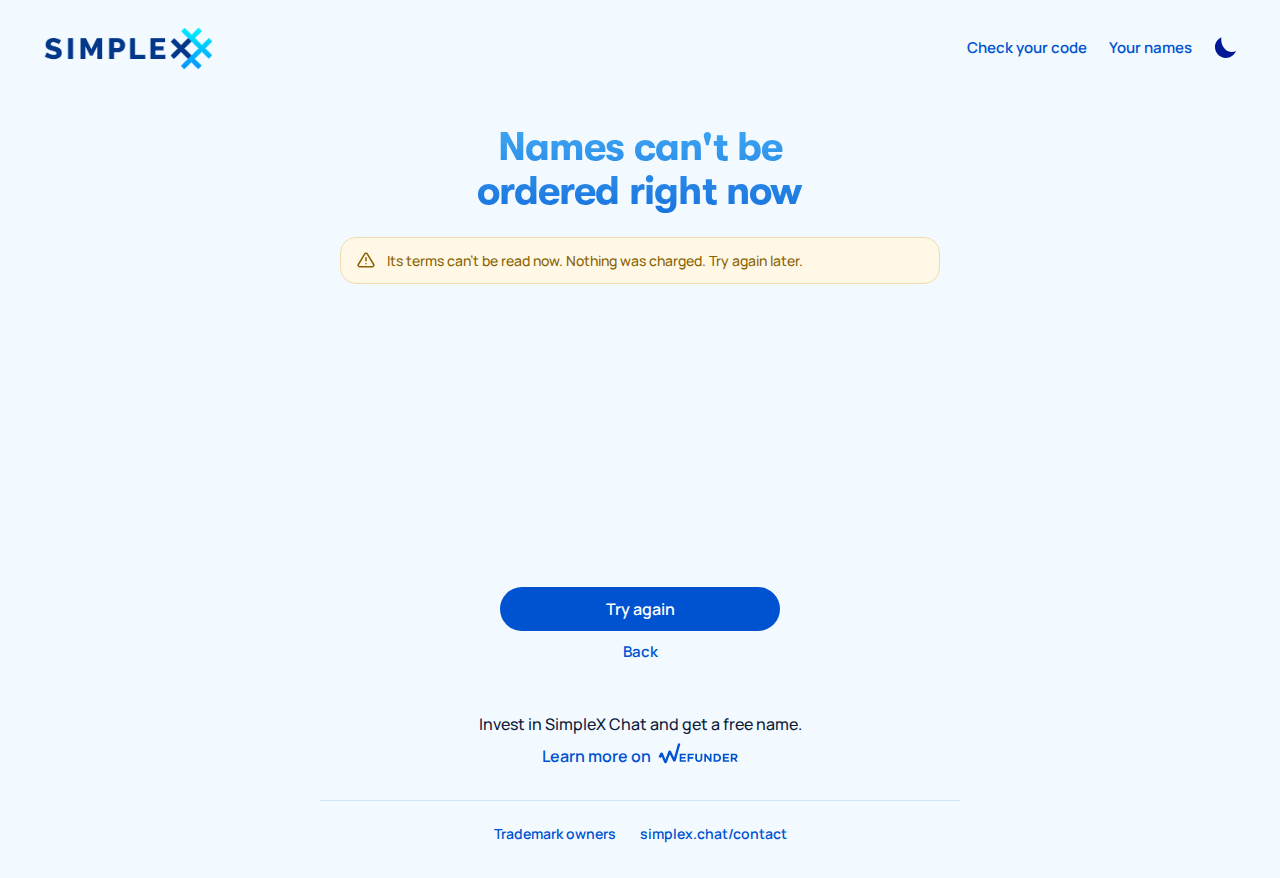 SIMPLEX
Check your code
Your names
Names can't be
ordered right now
Its terms can't be read now. Nothing was charged. Try again later.
Try again
Back
Invest in SimpleX Chat and get a free name.
Learn more on WEFUNDER
Trademark owners
simplex.chat/contact